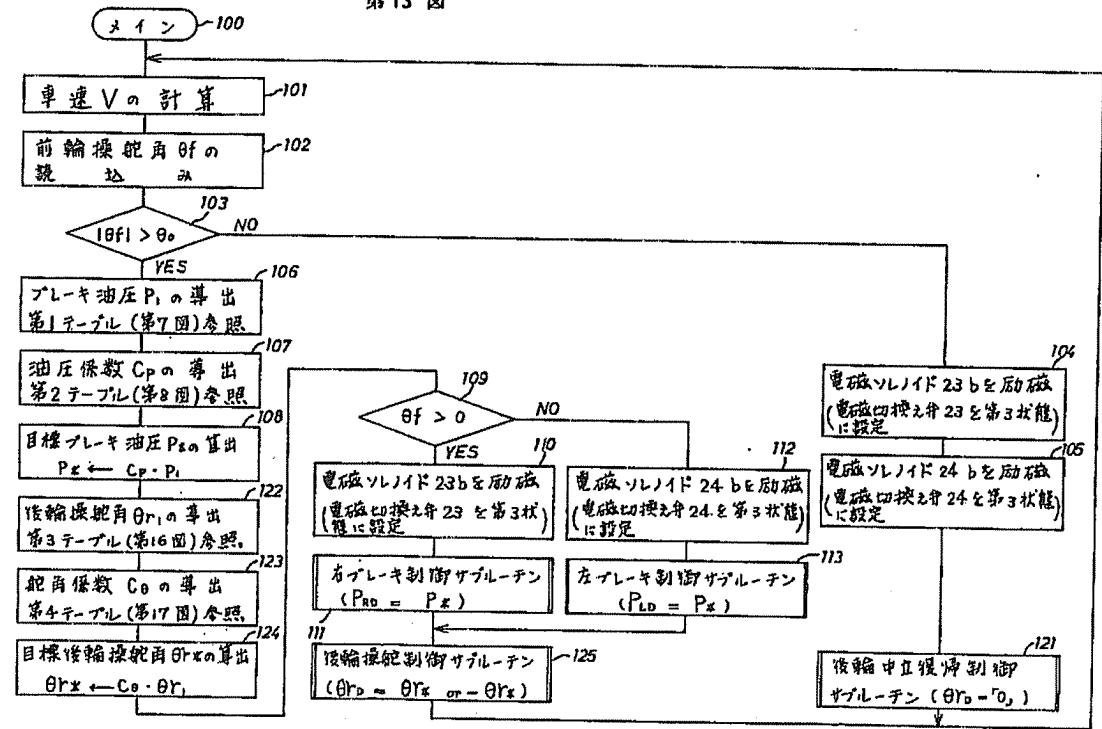 第13図
メイン
100
車速Vの計算
101
前輪操舵角θfの
読込み
102
103
|θf|>θ0
NO
YES
106
ブレーキ油圧P1の導出
第1テーブル(第7図)参照
107
油圧係数CPの導出
第2テーブル(第8図)参照
108
目標ブレーキ油圧P*の算出
P*←CP・P1
122
後輪操舵角θr1の導出
第3テーブル(第16図)参照.
123
舵角係数Cθの導出
第4テーブル(第17図)参照.
124
目標後輪操舵角θr*の算出
θr*←Cθ・θr1
109
θf>0
NO
YES
110
電磁ソレノイド23bを励磁
(電磁切換え弁23を第3状
態に設定)
右ブレーキ制御サブルーチン
(PRD = P*)
111
112
電磁ソレノイド24bを励磁
(電磁切換え弁24を第3状態
に設定)
113
左ブレーキ制御サブルーチン
(PLD = P*)
後輪操舵制御サブルーチン
(θrD = θr* or -θr*)
125
104
電磁ソレノイド23bを励磁
(電磁切換え弁23を第3状態
に設定)
105
電磁ソレノイド24bを励磁
(電磁切換え弁24を第3状態
に設定)
121
後輪中立復帰制御
サブルーチン(θrD=「0」)